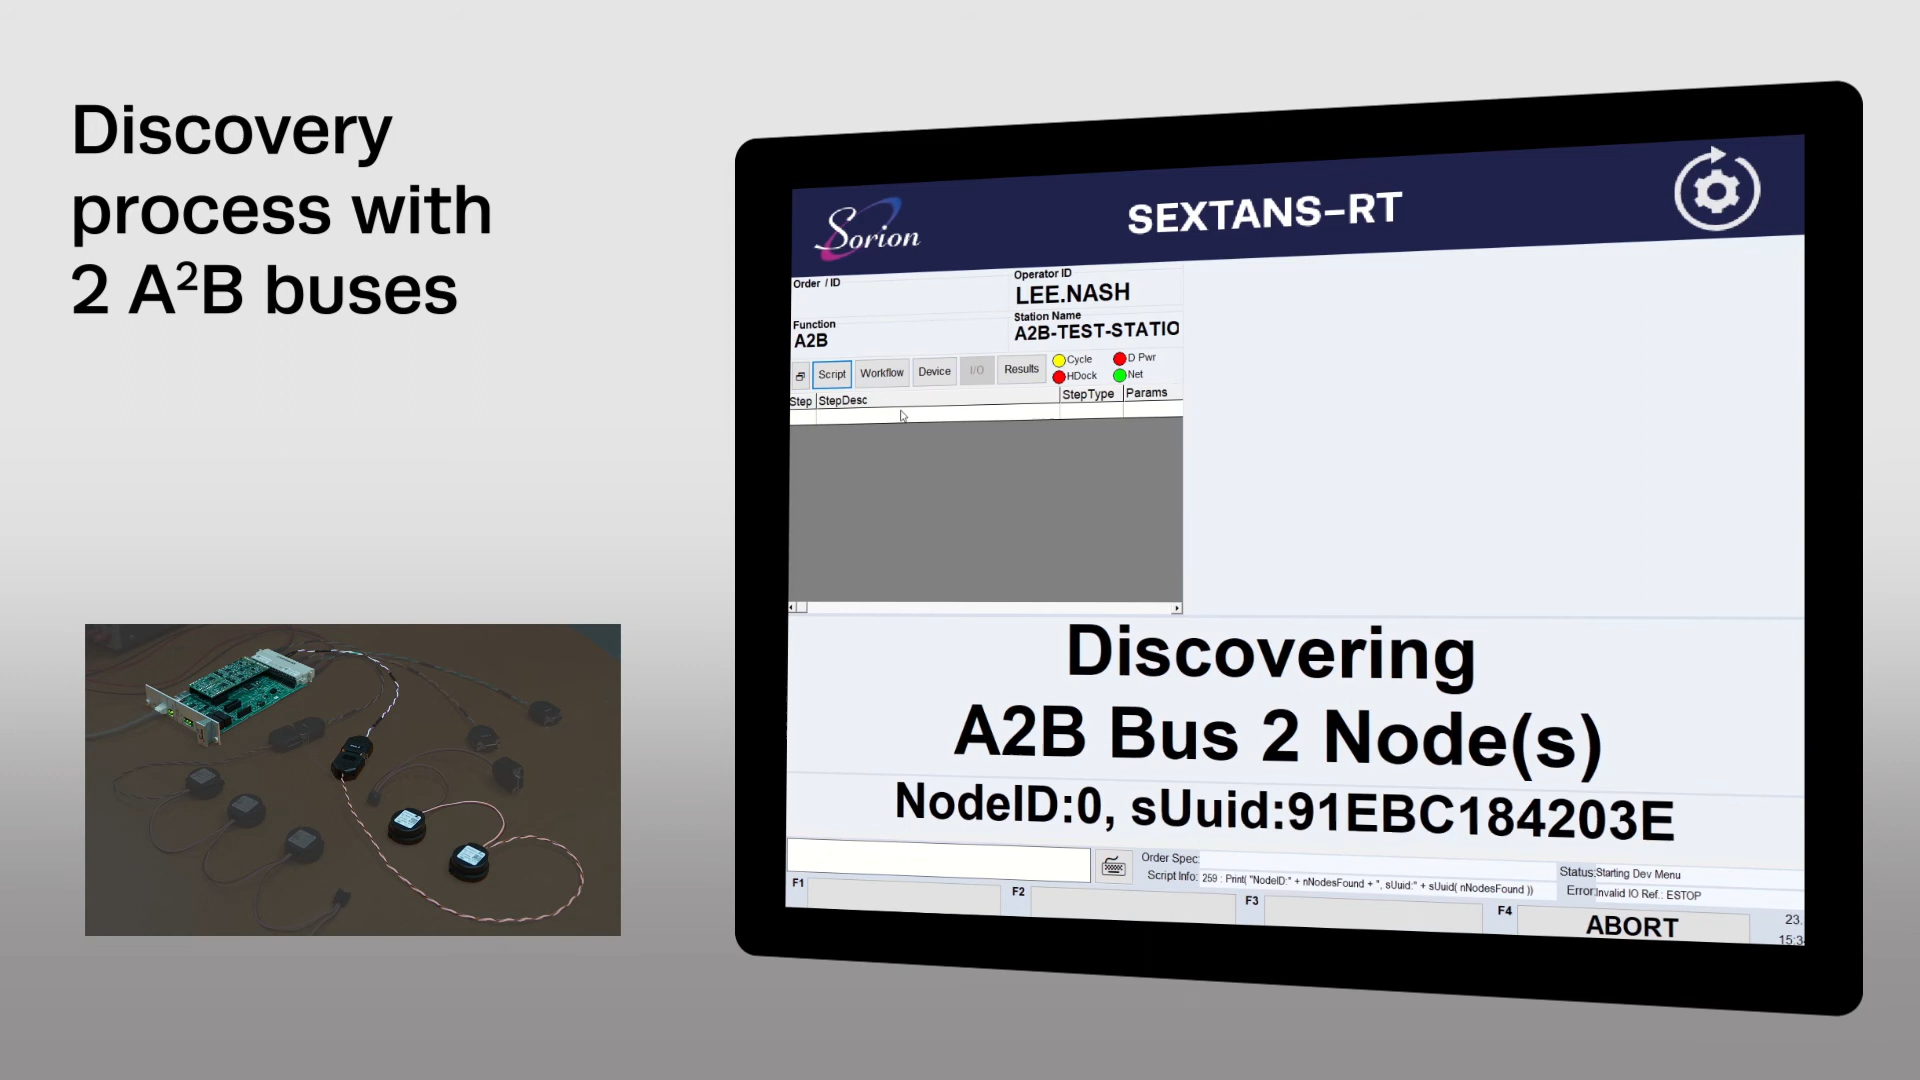 Discovery
process with
2 A²B buses
Sorion
SEXTANS-RT
Order / ID
Operator ID
LEE.NASH
Function
A2B
Station Name
A2B-TEST-STATIO
Script
Workflow
Device
I/O
Results
Cycle
D Pwr
HDock
Net
Step
StepDesc
StepType
Params
Discovering
A2B Bus 2 Node(s)
NodeID:0, sUuid:91EBC184203E
Order Spec:
Script Info: 259 : Print( "NodeID:" + nNodesFound + ", sUuid:" + sUuid( nNodesFound ))
Status:Starting Dev Menu
Error:Invalid IO Ref.: ESTOP
F1
F2
F3
F4
ABORT
23.
15:3